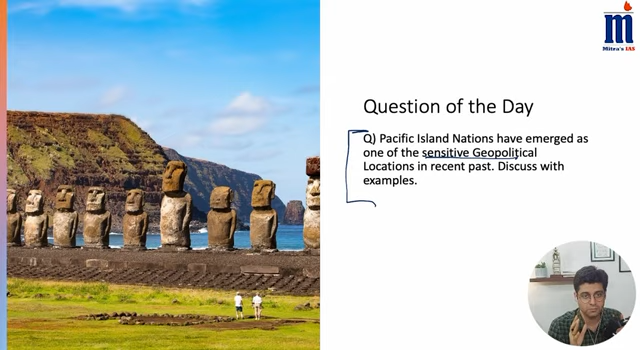 m
Mitra's IAS
Question of the Day
Q) Pacific Island Nations have emerged as
one of the sensitive Geopolitical
Locations in recent past. Discuss with
examples.